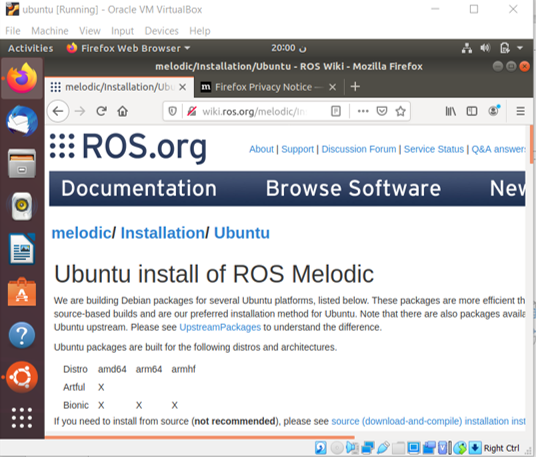 ubuntu [Running] - Oracle VM VirtualBox
File Machine View Input Devices Help
Activities Firefox Web Browser 20:00 ن
melodic/Installation/Ubuntu - ROS Wiki - Mozilla Firefox
melodic/Installation/Ubu Firefox Privacy Notice —
wiki.ros.org/melodic/In
ROS.org
About | Support | Discussion Forum | Service Status | Q&A answers
Documentation Browse Software New
melodic/ Installation/ Ubuntu
Ubuntu install of ROS Melodic
We are building Debian packages for several Ubuntu platforms, listed below. These packages are more efficient th
source-based builds and are our preferred installation method for Ubuntu. Note that there are also packages availa
Ubuntu upstream. Please see UpstreamPackages to understand the difference.
Ubuntu packages are built for the following distros and architectures.
Distro amd64 arm64 armhf
Artful X
Bionic X X X
If you need to install from source (not recommended), please see source (download-and-compile) installation inst
Right Ctrl